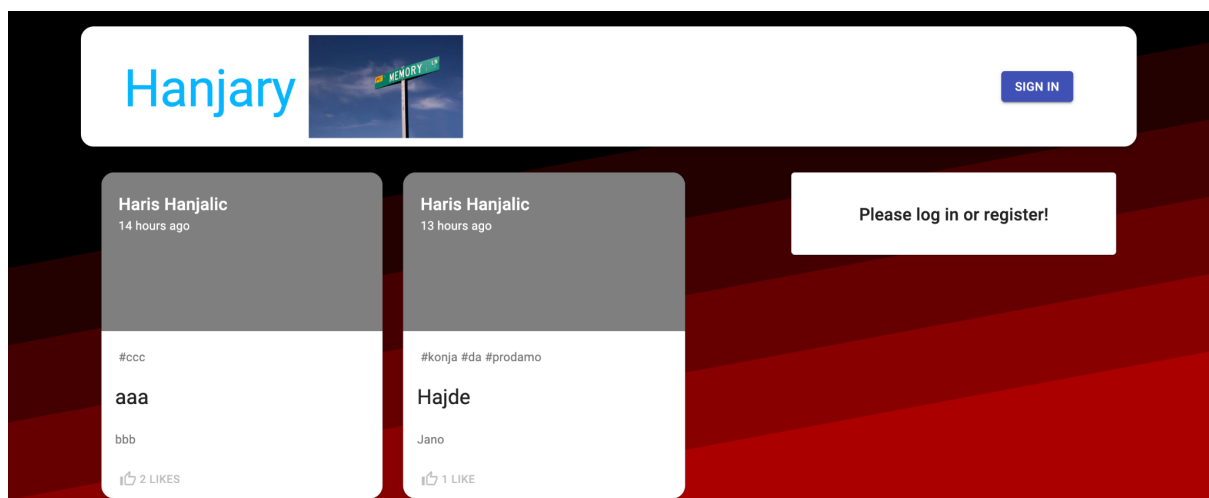 Hanjary
MEMORY LN
SIGN IN
Haris Hanjalic
14 hours ago
#ccc
aaa
bbb
2 LIKES
Haris Hanjalic
13 hours ago
#konja #da #prodamo
Hajde
Jano
1 LIKE
Please log in or register!